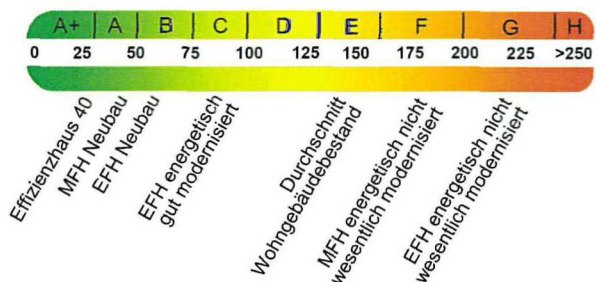 A+ A B C D E F G H
0 25 50 75 100 125 150 175 200 225 >250
Effizienzhaus 40
MFH Neubau
EFH Neubau
EFH energetisch
gut modernisiert
Durchschnitt
Wohngebäudebestand
MFH energetisch nicht
wesentlich modernisiert
EFH energetisch nicht
wesentlich modernisiert